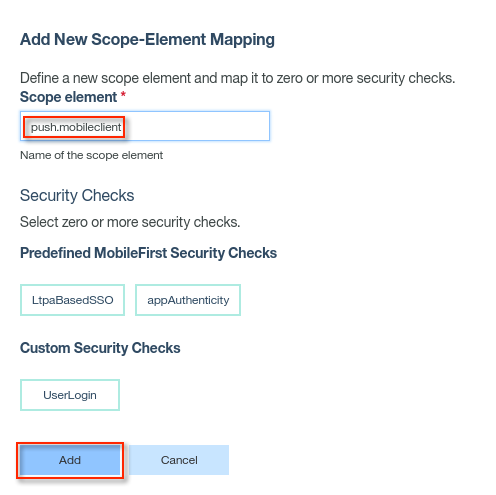 Add New Scope-Element Mapping
Define a new scope element and map it to zero or more security checks.
Scope element *
push.mobileclient
Name of the scope element
Security Checks
Select zero or more security checks.
Predefined MobileFirst Security Checks
LtpaBasedSSO appAuthenticity
Custom Security Checks
UserLogin
Add Cancel